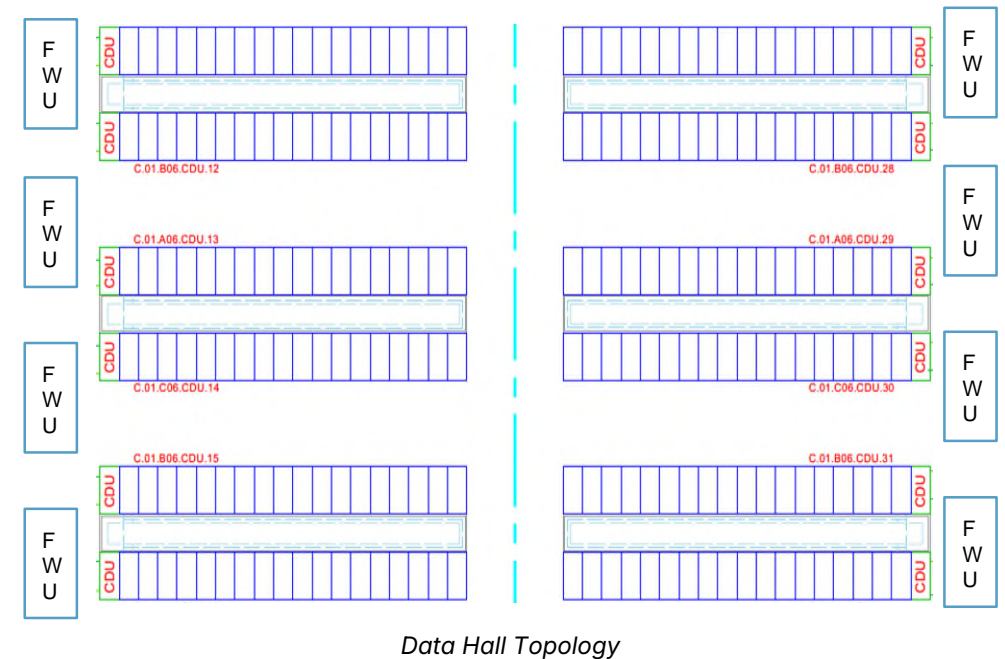 F
W
U
CDU
CDU
C.01.B06.CDU.12
CDU
CDU
C.01.B06.CDU.28
F
W
U
F
W
U
C.01.A06.CDU.13
CDU
CDU
C.01.C06.CDU.14
C.01.A06.CDU.29
CDU
CDU
C.01.C06.CDU.30
F
W
U
F
W
U
C.01.B06.CDU.15
CDU
CDU
C.01.B06.CDU.31
CDU
CDU
F
W
U
F
W
U
F
W
U
Data Hall Topology